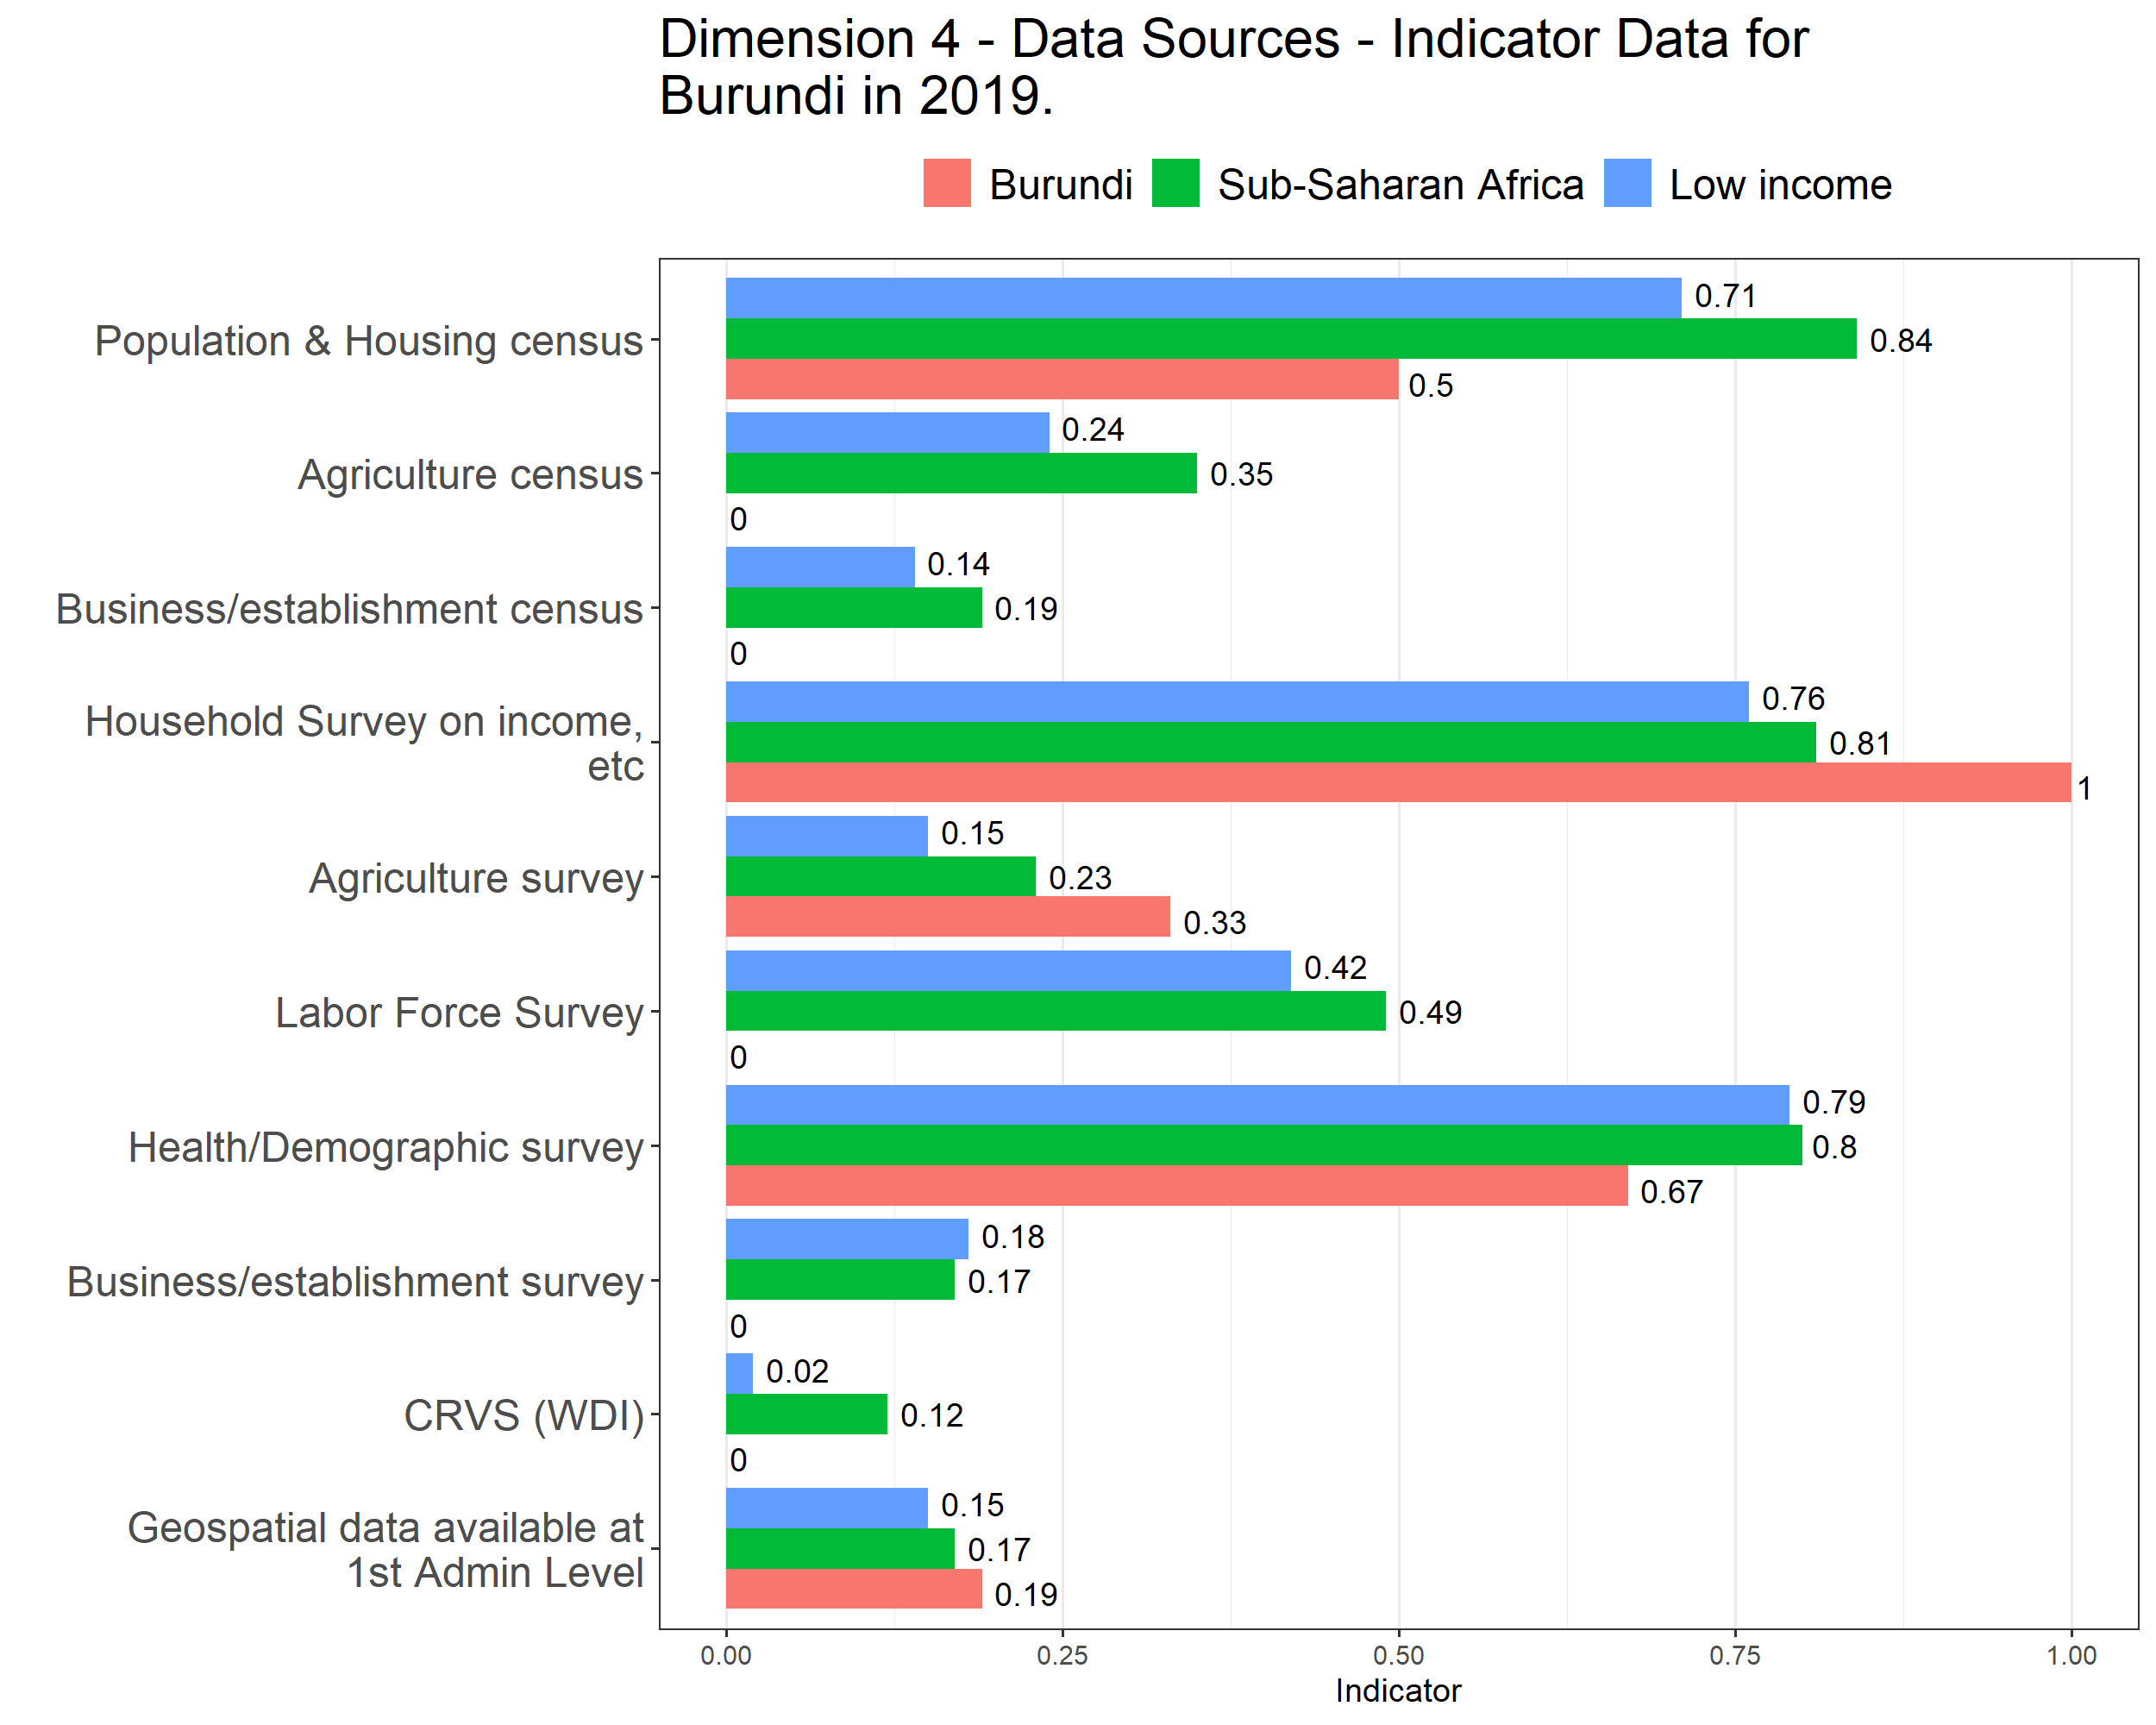 Dimension 4 - Data Sources - Indicator Data for
Burundi in 2019.
Burundi
Sub-Saharan Africa
Low income
Population & Housing census
0.71
0.84
0.5
Agriculture census
0.24
0.35
0
Business/establishment census
0.14
0.19
0
Household Survey on income,
etc
0.76
0.81
1
Agriculture survey
0.15
0.23
0.33
Labor Force Survey
0.42
0.49
0
Health/Demographic survey
0.79
0.8
0.67
Business/establishment survey
0.18
0.17
0
CRVS (WDI)
0.02
0.12
0
Geospatial data available at
1st Admin Level
0.15
0.17
0.19
0.00 0.25 0.50 0.75 1.00
Indicator